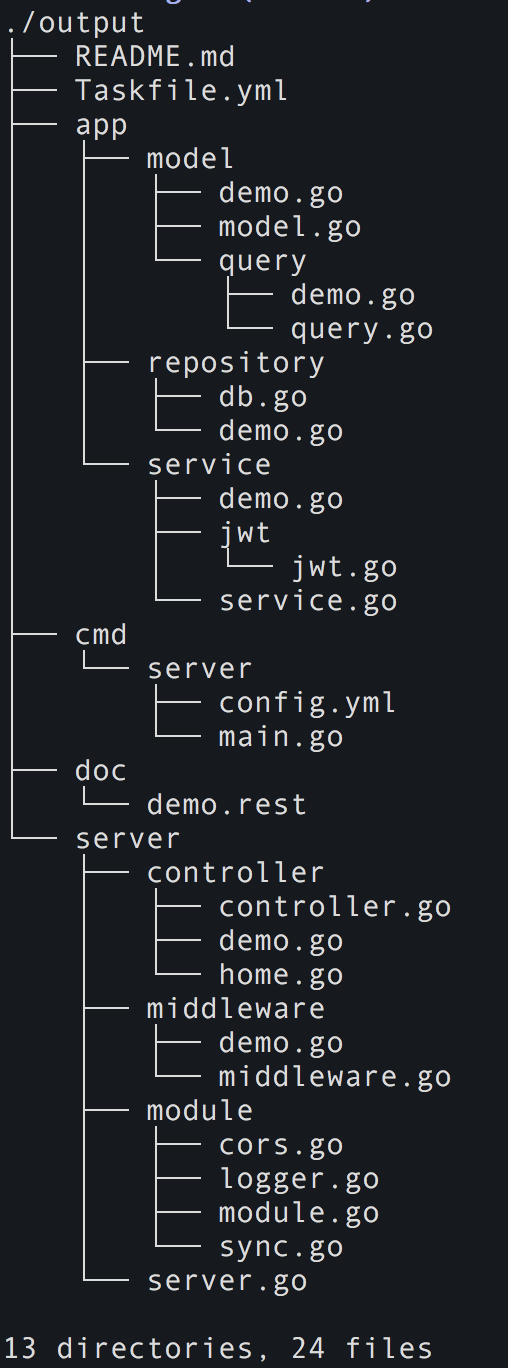 ./output
├── README.md
├── Taskfile.yml
├── app
│   ├── model
│   │   ├── demo.go
│   │   ├── model.go
│   │   └── query
│   │       ├── demo.go
│   │       └── query.go
│   ├── repository
│   │   ├── db.go
│   │   └── demo.go
│   └── service
│       ├── demo.go
│       ├── jwt
│       │   └── jwt.go
│       └── service.go
├── cmd
│   └── server
│       ├── config.yml
│       └── main.go
├── doc
│   └── demo.rest
└── server
    ├── controller
    │   ├── controller.go
    │   ├── demo.go
    │   └── home.go
    ├── middleware
    │   ├── demo.go
    │   └── middleware.go
    ├── module
    │   ├── cors.go
    │   ├── logger.go
    │   ├── module.go
    │   └── sync.go
    └── server.go

13 directories, 24 files